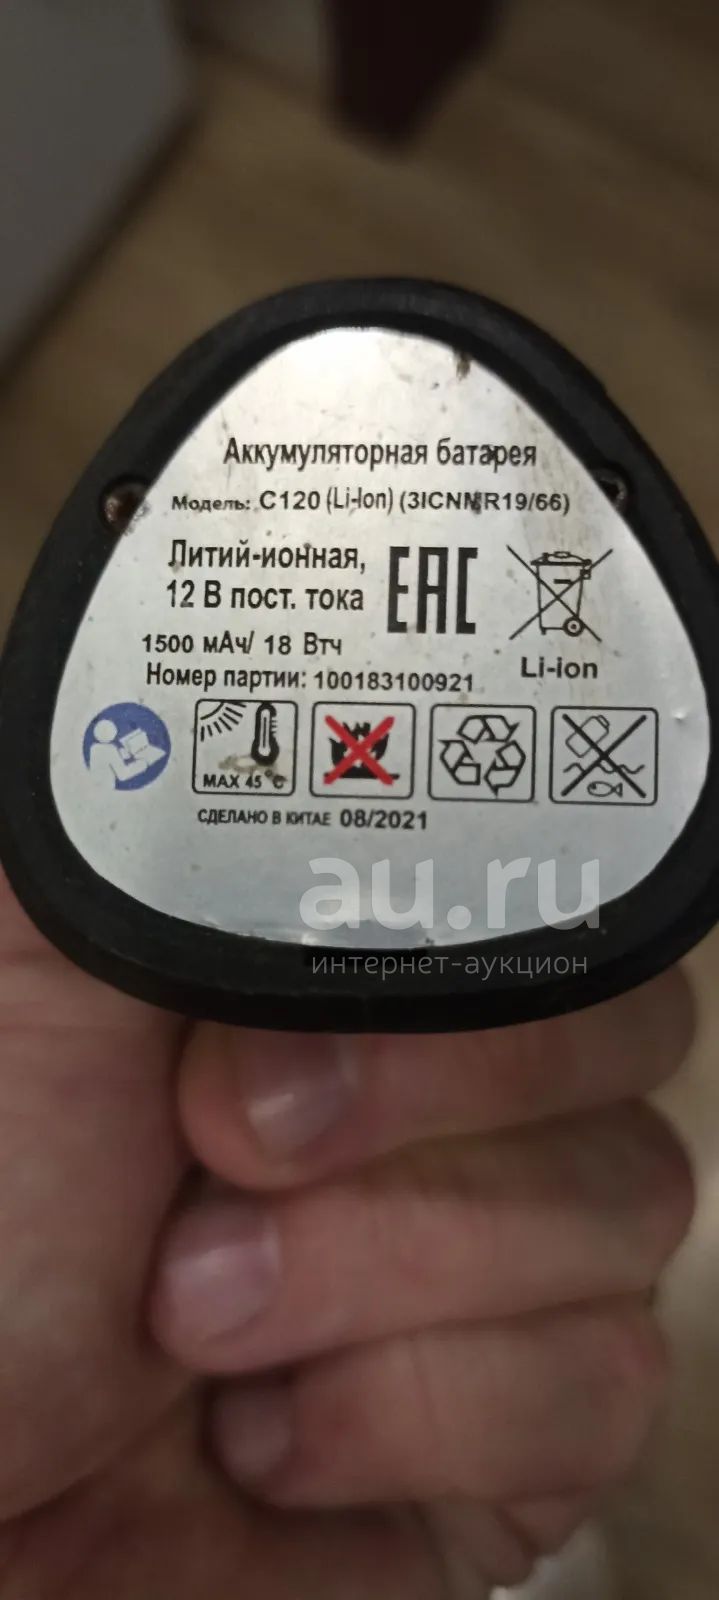 Аккумуляторная батарея
Модель: C120 (Li-Ion) (3ICNMR19/66)
Литий-ионная,
12 В пост. тока
EAC
1500 мАч/ 18 Втч
Li-ion
Номер партии: 100183100921
MAX 45°C
СДЕЛАНО В КИТАЕ 08/2021
au.ru
интернет-аукцион